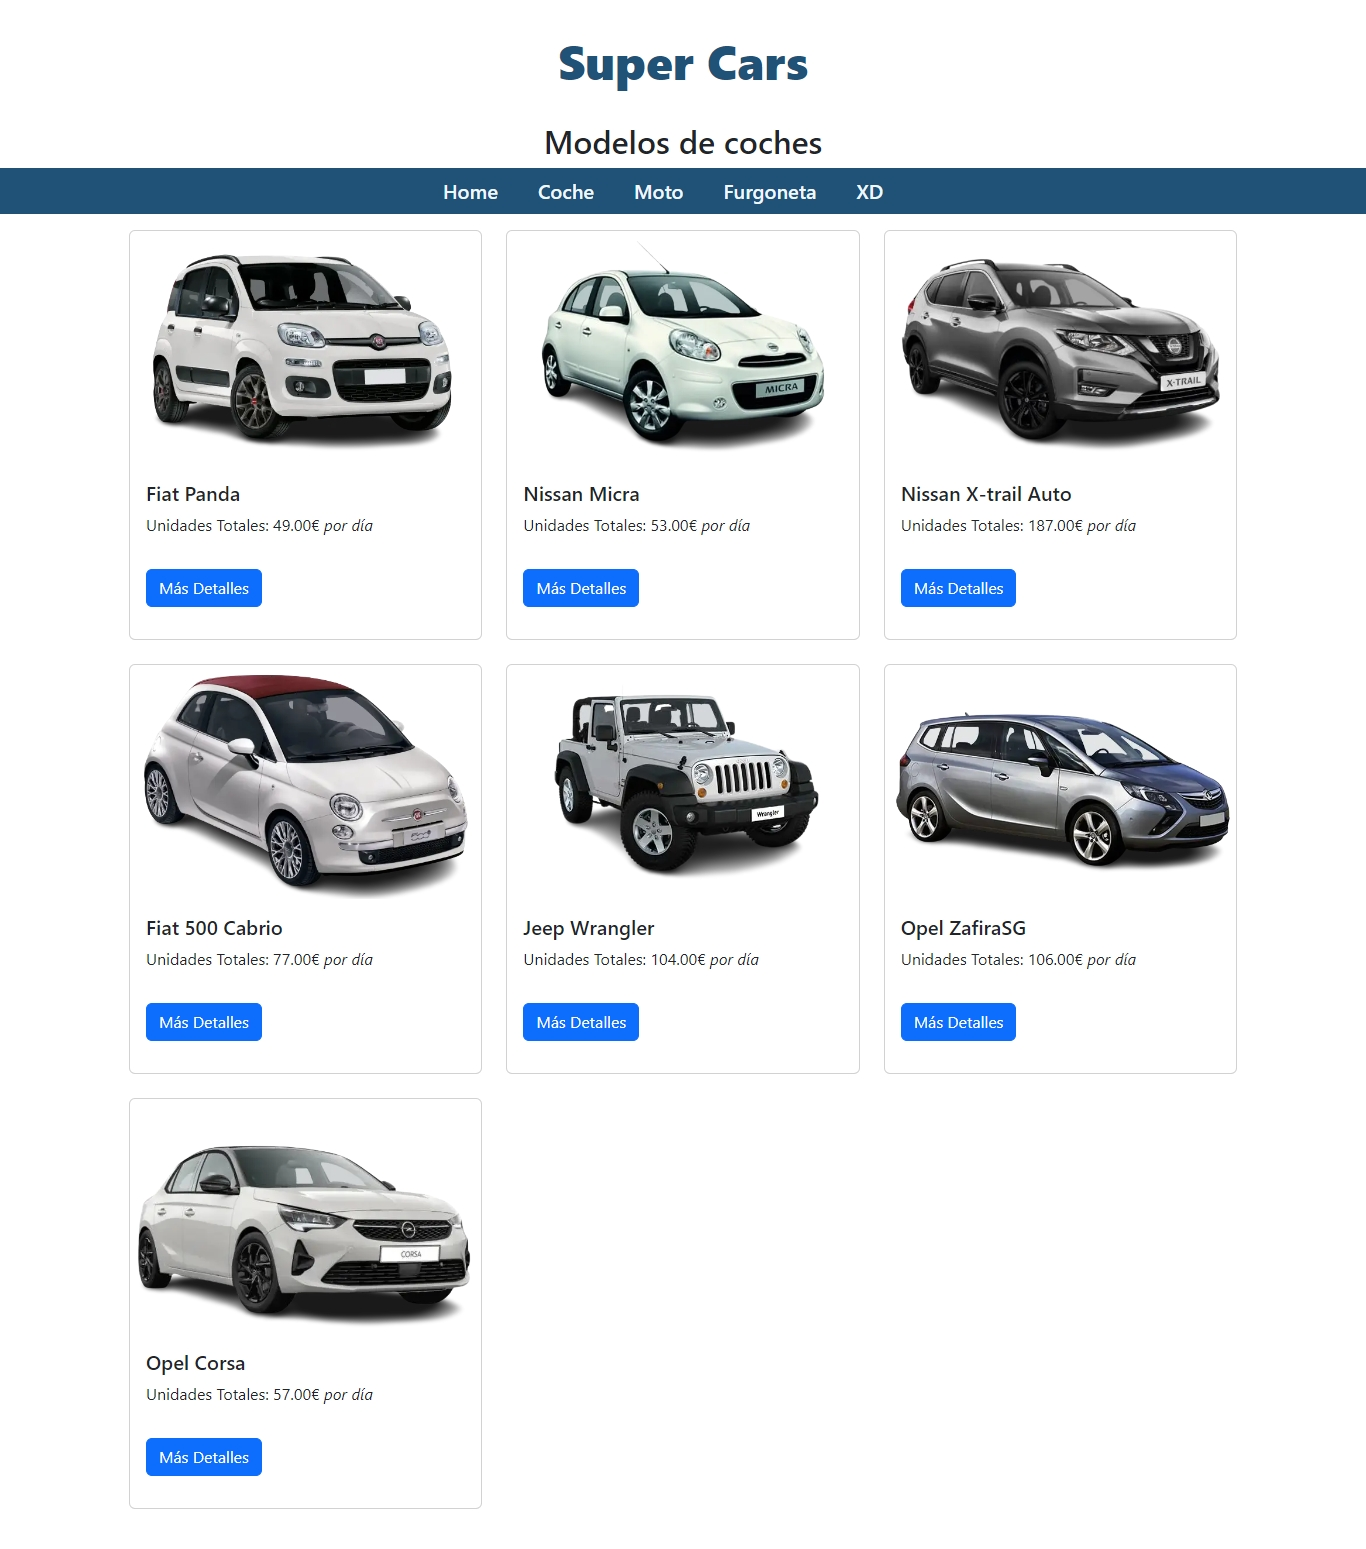 Super Cars
Modelos de coches
Home Coche Moto Furgoneta XD
MICRA
X-TRAIL
Fiat Panda
Unidades Totales: 49.00€ por día
Más Detalles
Nissan Micra
Unidades Totales: 53.00€ por día
Más Detalles
Nissan X-trail Auto
Unidades Totales: 187.00€ por día
Más Detalles
Wrangler
Fiat 500 Cabrio
Unidades Totales: 77.00€ por día
Más Detalles
Jeep Wrangler
Unidades Totales: 104.00€ por día
Más Detalles
Opel ZafiraSG
Unidades Totales: 106.00€ por día
Más Detalles
CORSA
Opel Corsa
Unidades Totales: 57.00€ por día
Más Detalles